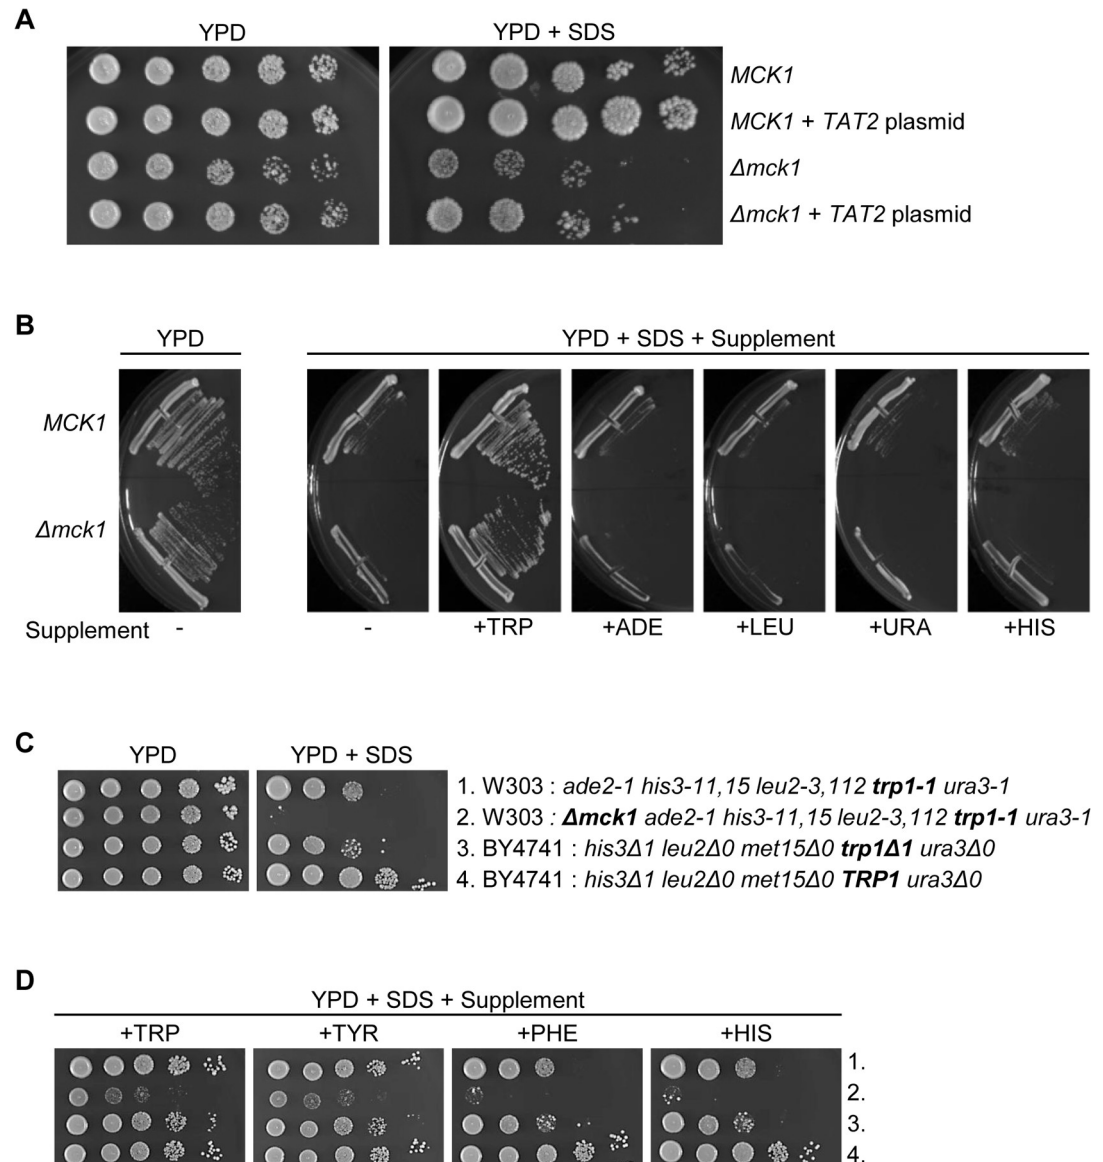 A
YPD
YPD + SDS
MCK1
MCK1 + TAT2 plasmid
Δmck1
Δmck1 + TAT2 plasmid
B
YPD
YPD + SDS + Supplement
MCK1
Δmck1
Supplement - - +TRP +ADE +LEU +URA +HIS
C
YPD
YPD + SDS
1. W303 : ade2-1 his3-11,15 leu2-3,112 trp1-1 ura3-1
2. W303 : Δmck1 ade2-1 his3-11,15 leu2-3,112 trp1-1 ura3-1
3. BY4741 : his3Δ1 leu2Δ0 met15Δ0 trp1Δ1 ura3Δ0
4. BY4741 : his3Δ1 leu2Δ0 met15Δ0 TRP1 ura3Δ0
D
YPD + SDS + Supplement
+TRP +TYR +PHE +HIS
1.
2.
3.
4.